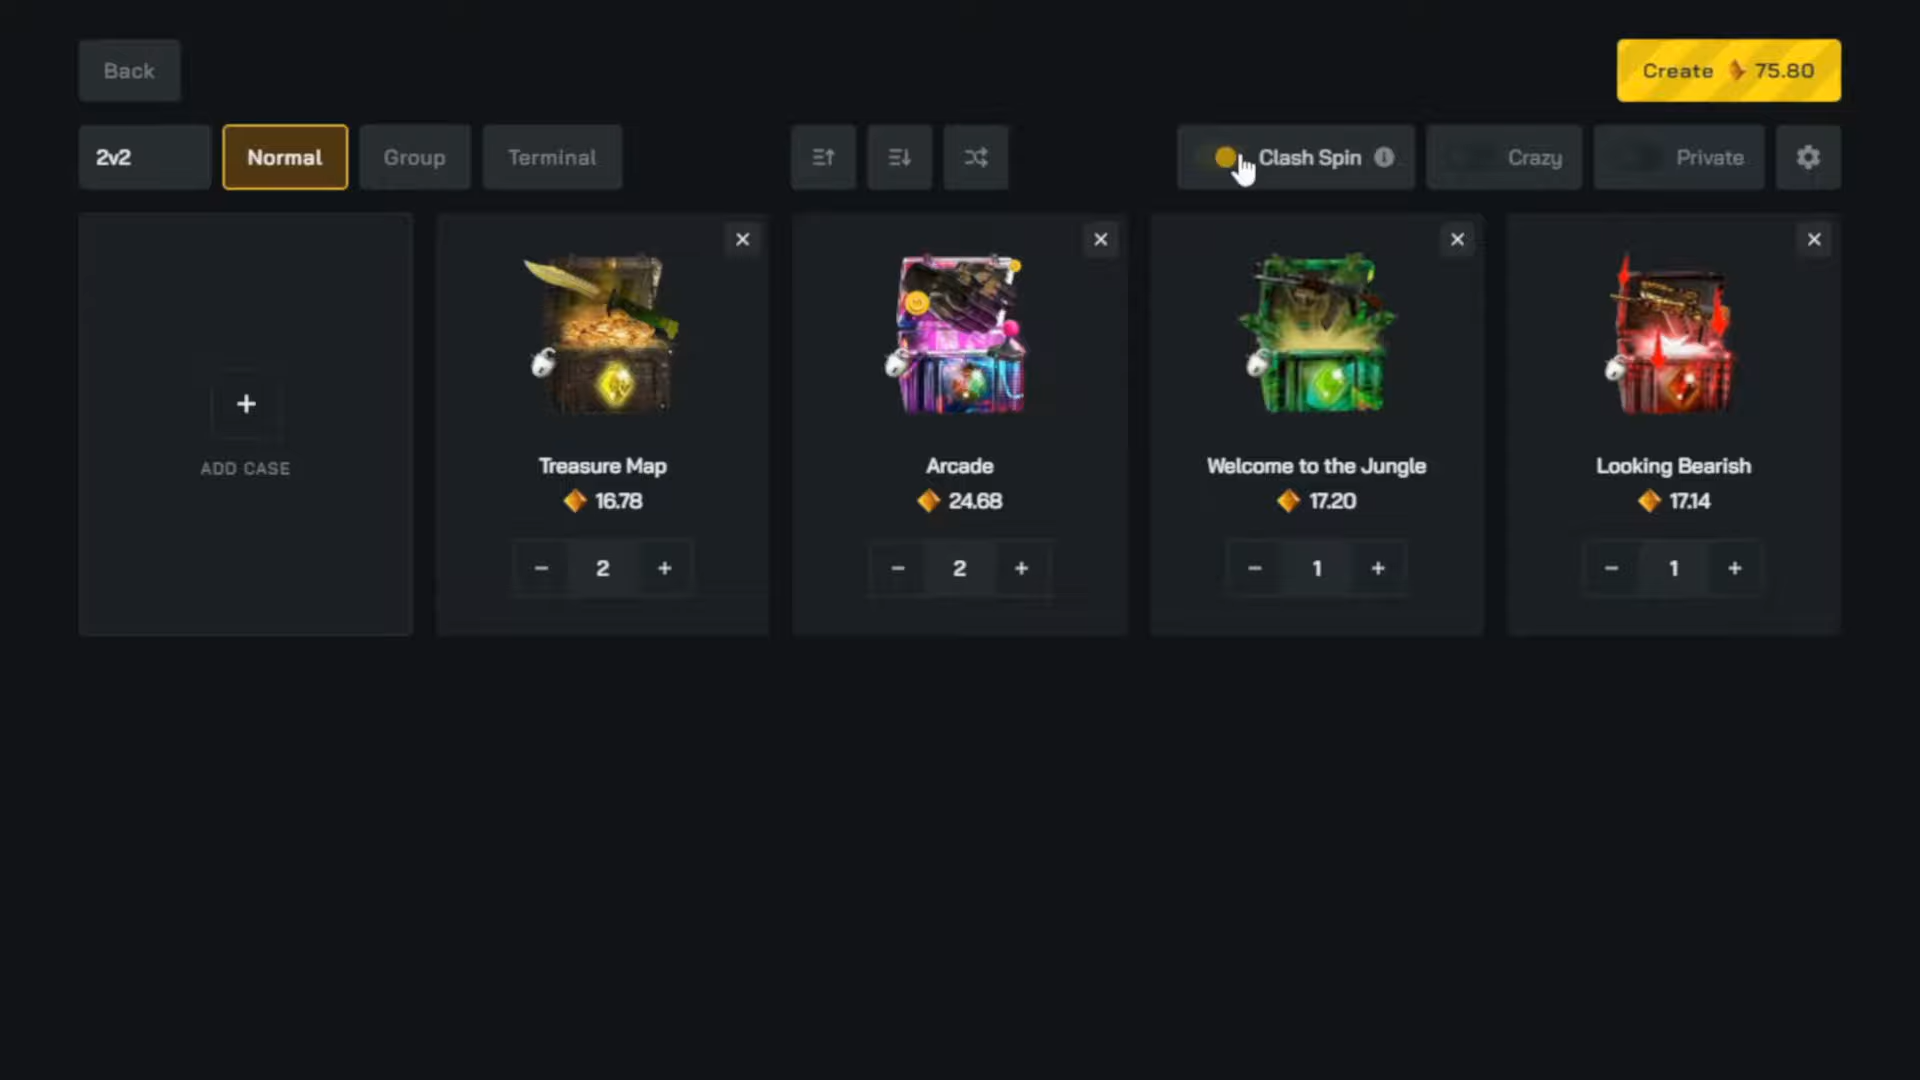 Back
Create 75.80
2v2 Normal Group Terminal Clash Spin Crazy Private
ADD CASE
Treasure Map
16.78
2
Arcade
24.68
2
Welcome to the Jungle
17.20
1
Looking Bearish
17.14
1